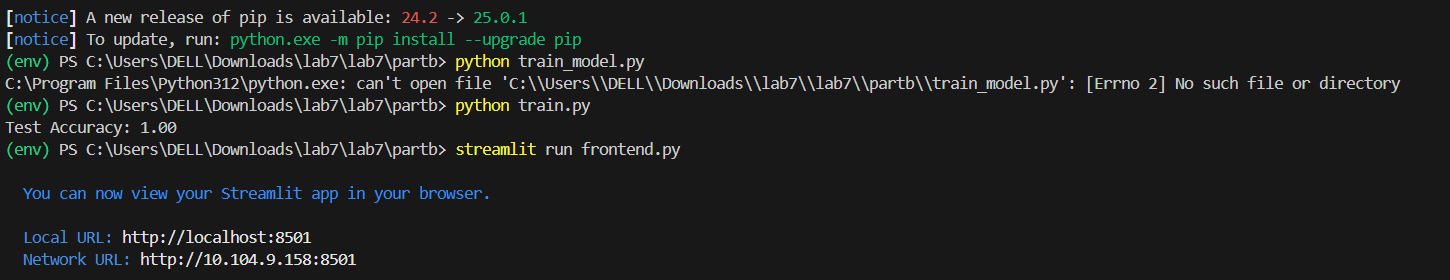 [notice] A new release of pip is available: 24.2 -> 25.0.1
[notice] To update, run: python.exe -m pip install --upgrade pip
(env) PS C:\Users\DELL\Downloads\lab7\lab7\partb> python train_model.py
C:\Program Files\Python312\python.exe: can't open file 'C:\\Users\\DELL\\Downloads\\lab7\\lab7\\partb\\train_model.py': [Errno 2] No such file or directory
(env) PS C:\Users\DELL\Downloads\lab7\lab7\partb> python train.py
Test Accuracy: 1.00
(env) PS C:\Users\DELL\Downloads\lab7\lab7\partb> streamlit run frontend.py
You can now view your Streamlit app in your browser.
Local URL: http://localhost:8501
Network URL: http://10.104.9.158:8501